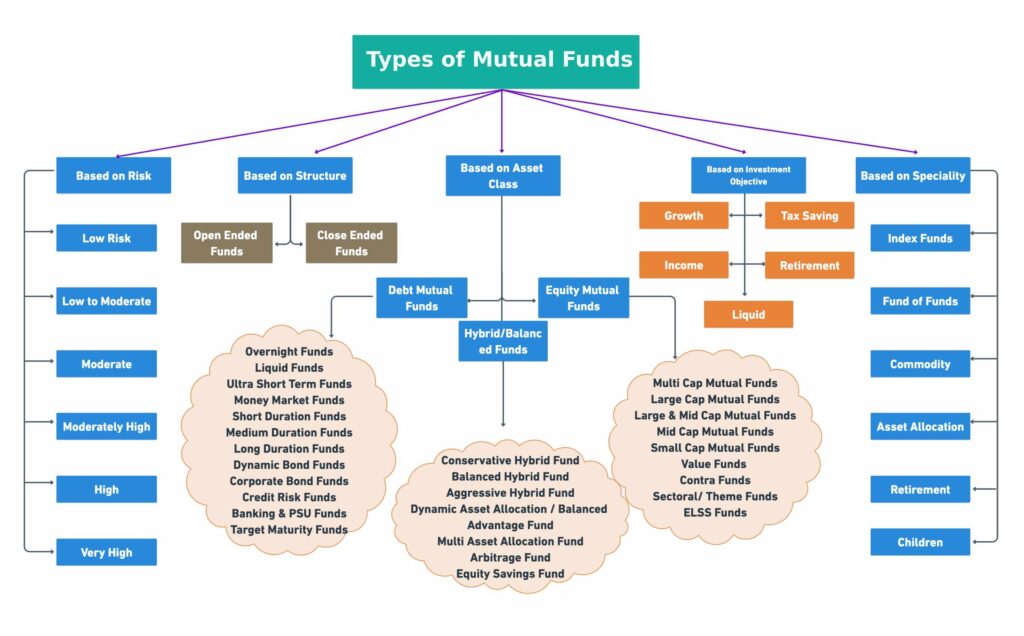 Types of Mutual Funds
Based on Risk
Low Risk
Low to Moderate
Moderate
Moderately High
High
Very High
Based on Structure
Open Ended
Funds
Close Ended
Funds
Based on Asset
Class
Debt Mutual
Funds
Equity Mutual
Funds
Hybrid/Balanc
ed Funds
Overnight Funds
Liquid Funds
Ultra Short Term Funds
Money Market Funds
Short Duration Funds
Medium Duration Funds
Long Duration Funds
Dynamic Bond Funds
Corporate Bond Funds
Credit Risk Funds
Banking & PSU Funds
Target Maturity Funds
Conservative Hybrid Fund
Balanced Hybrid Fund
Aggressive Hybrid Fund
Dynamic Asset Allocation / Balanced
Advantage Fund
Multi Asset Allocation Fund
Arbitrage Fund
Equity Savings Fund
Multi Cap Mutual Funds
Large Cap Mutual Funds
Large & Mid Cap Mutual Funds
Mid Cap Mutual Funds
Small Cap Mutual Funds
Value Funds
Contra Funds
Sectoral/ Theme Funds
ELSS Funds
Based on Investment
Objective
Growth
Tax Saving
Income
Retirement
Liquid
Based on Speciality
Index Funds
Fund of Funds
Commodity
Asset Allocation
Retirement
Children